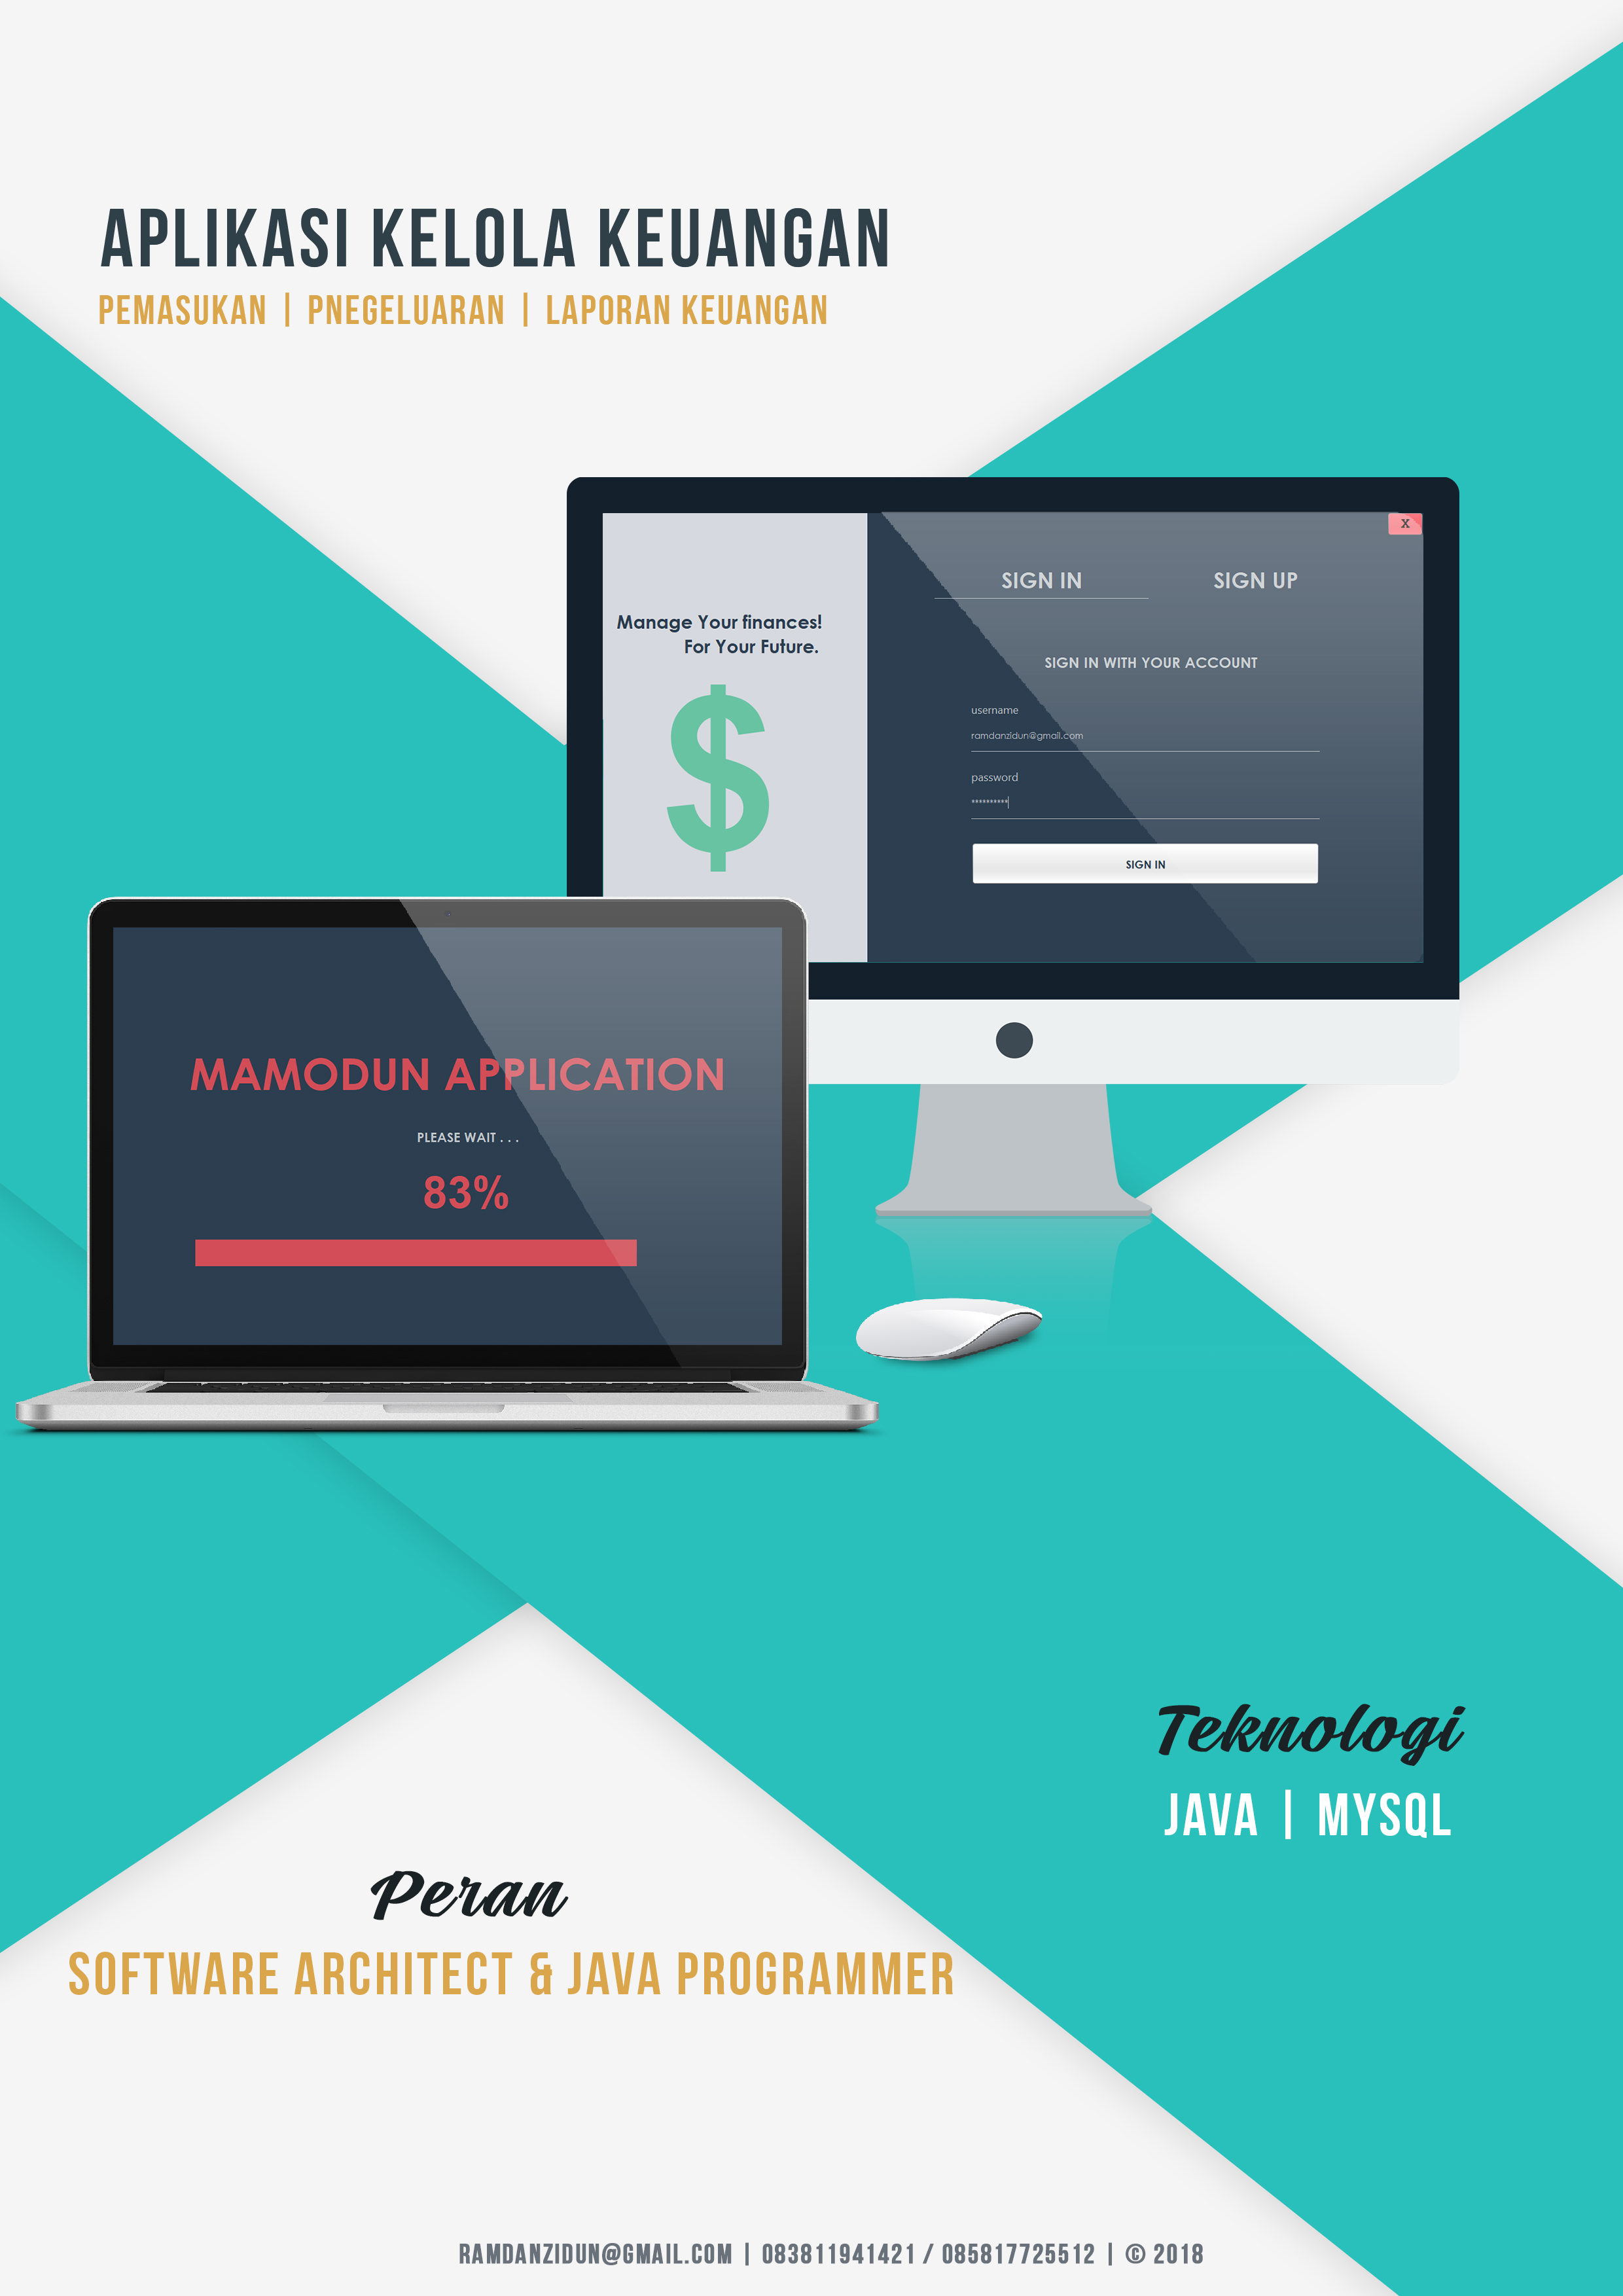 APLIKASI KELOLA KEUANGAN
PEMASUKAN | PNEGELUARAN | LAPORAN KEUANGAN
X
SIGN IN SIGN UP
Manage Your finances!
For Your Future.
$
SIGN IN WITH YOUR ACCOUNT
username
ramdanzidun@gmail.com
password
**********
SIGN IN
MAMODUN APPLICATION
PLEASE WAIT . . .
83%
Teknologi
JAVA | MYSQL
Peran
SOFTWARE ARCHITECT & JAVA PROGRAMMER
RAMDANZIDUN@GMAIL.COM | 083811941421 / 085817725512 | © 2018